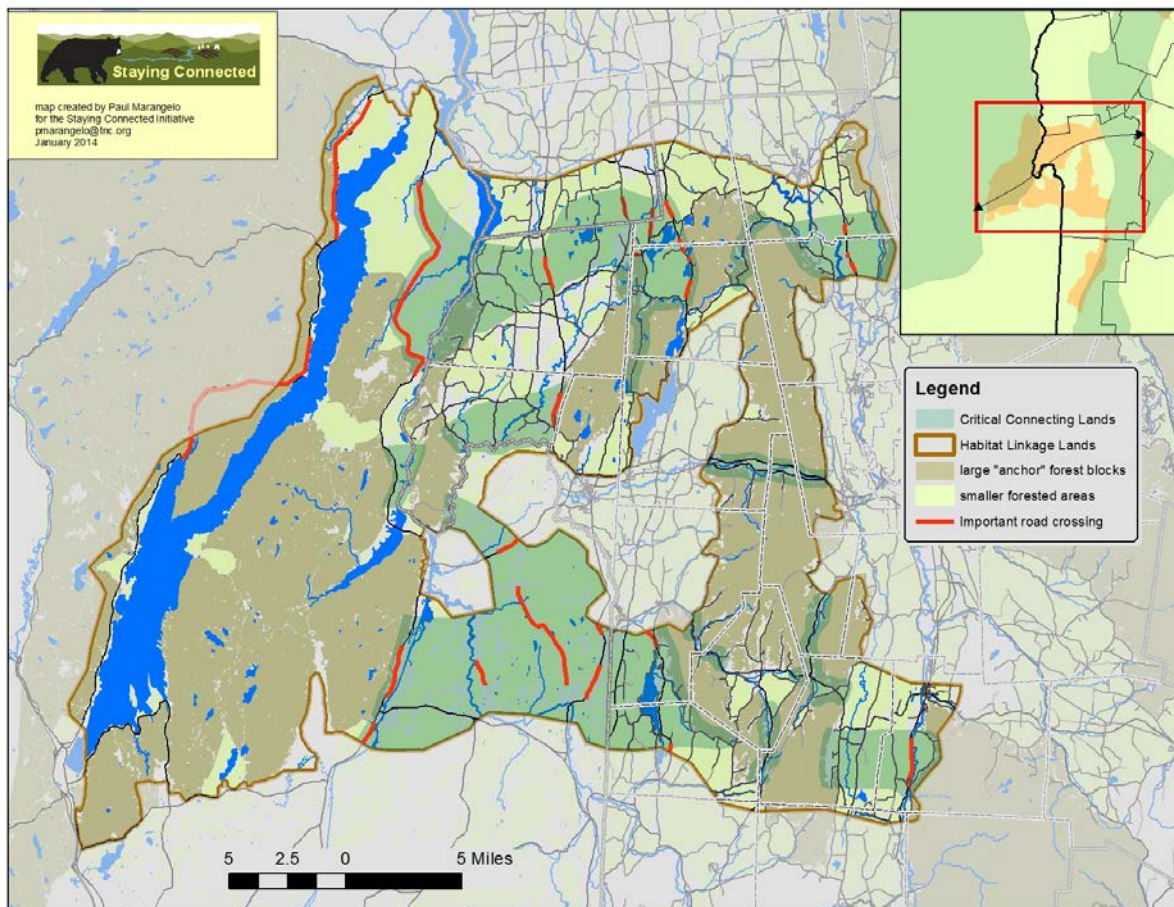 Staying Connected
map created by Paul Marangelo
for the Staying Connected Initiative
pmarangelo@tnc.org
January 2014
Legend
Critical Connecting Lands
Habitat Linkage Lands
large "anchor" forest blocks
smaller forested areas
Important road crossing
5 2.5 0 5 Miles